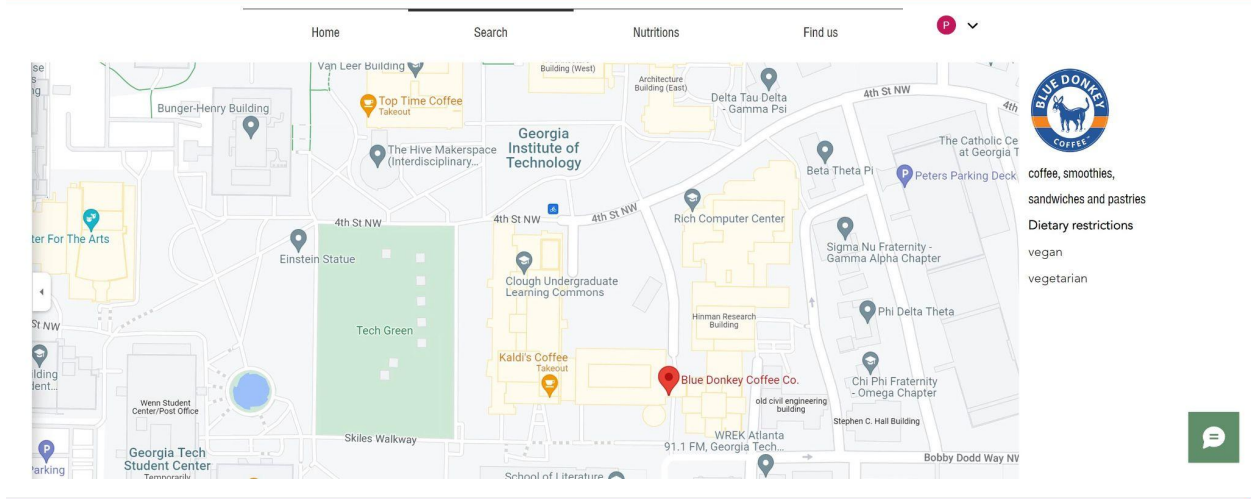 Home
Search
Nutritions
Find us
P
Van Leer Building
Building (West)
Architecture
Building (East)
Delta Tau Delta
- Gamma Psi
4th St NW
4th
Bunger-Henry Building
Top Time Coffee
Takeout
Georgia
Institute of
Technology
The Hive Makerspace
(Interdisciplinary...
Beta Theta Pi
The Catholic Ce
at Georgia T
P
Peters Parking Deck
BLUE DONKEY
COFFEE
coffee, smoothies,
sandwiches and pastries
Dietary restrictions
vegan
vegetarian
ter For The Arts
4th St NW
4th St NW
4th St NW
Rich Computer Center
Einstein Statue
Sigma Nu Fraternity -
Gamma Alpha Chapter
Clough Undergraduate
Learning Commons
St NW
Tech Green
Hinman Research
Building
Phi Delta Theta
Kaldi's Coffee
Takeout
Blue Donkey Coffee Co.
ilding
dent...
Chi Phi Fraternity
- Omega Chapter
Wenn Student
Center/Post Office
old civil engineering
building
Stephen C. Hall Building
Skiles Walkway
WREK Atlanta
91.1 FM, Georgia Tech...
P
Parking
Georgia Tech
Student Center
Temporarily
School of Literature
Bobby Dodd Way NW